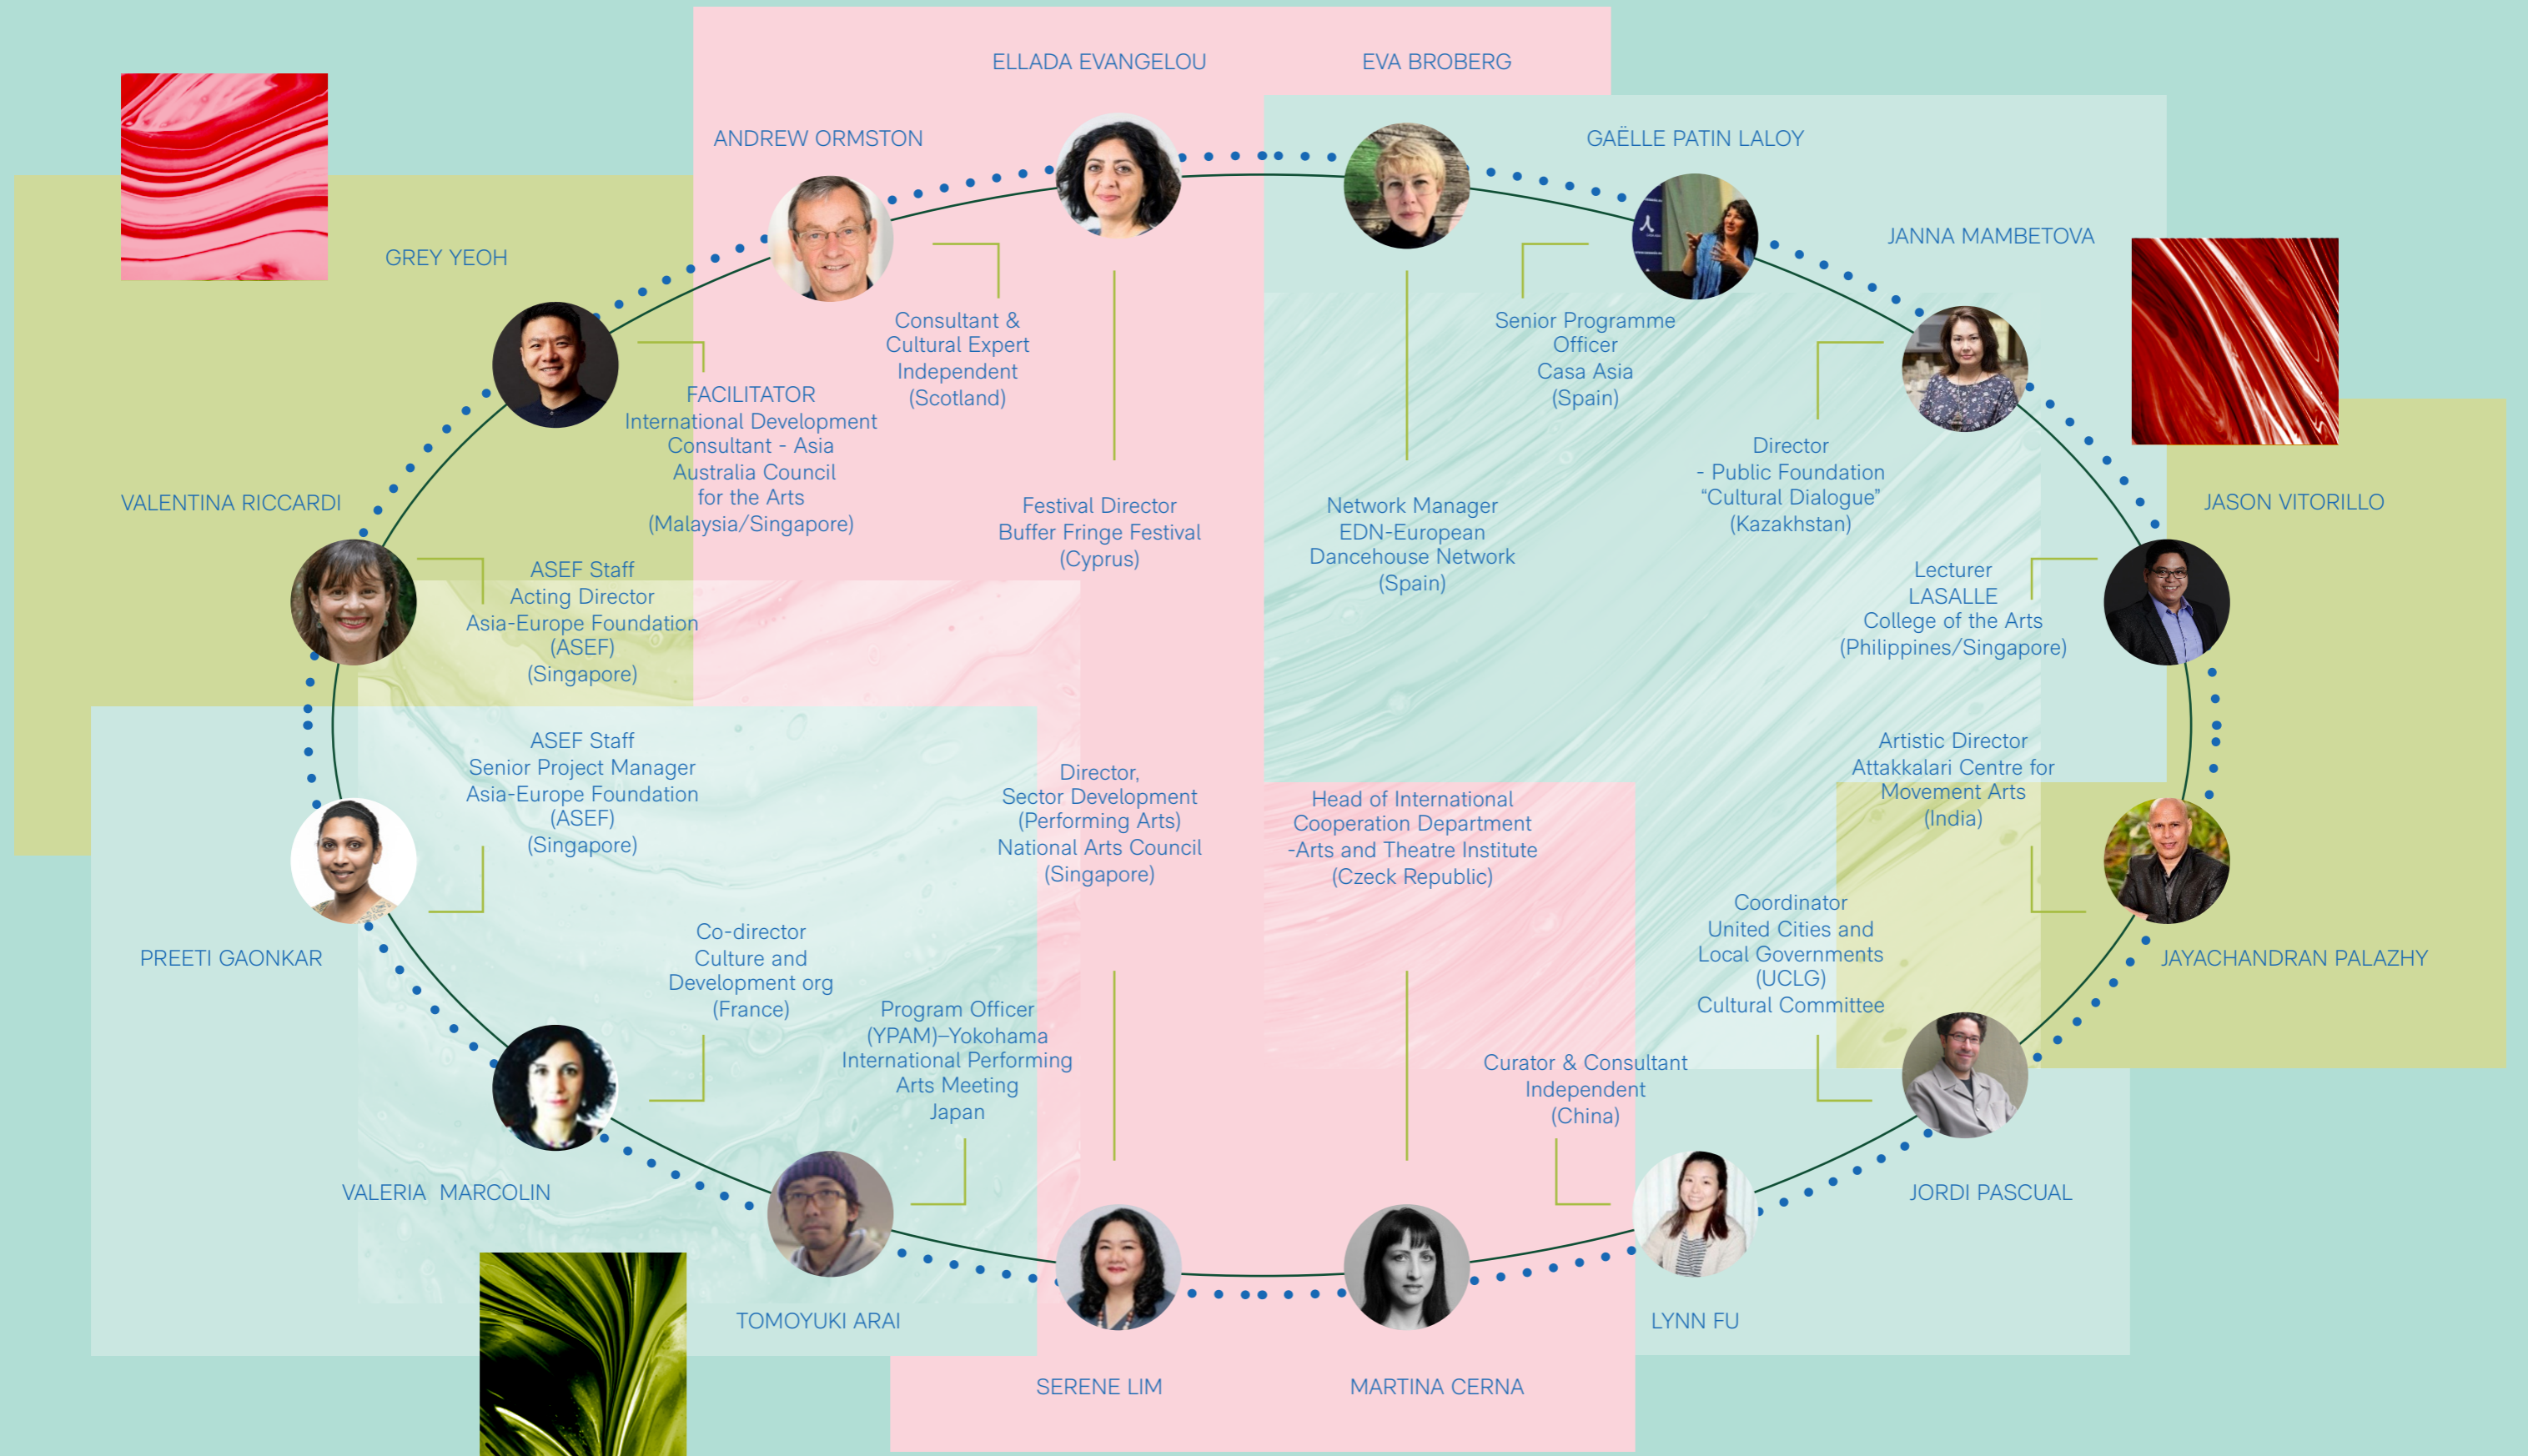 ELLADA EVANGELOU
EVA BROBERG
ANDREW ORMSTON
GAËLLE PATIN LALOY
JANNA MAMBETOVA
GREY YEOH
Consultant &
Cultural Expert
Independent
(Scotland)
Senior Programme
Officer
Casa Asia
(Spain)
FACILITATOR
International Development
Consultant - Asia
Australia Council
for the Arts
(Malaysia/Singapore)
Director
- Public Foundation
“Cultural Dialogue”
(Kazakhstan)
VALENTINA RICCARDI
Festival Director
Buffer Fringe Festival
(Cyprus)
Network Manager
EDN-European
Dancehouse Network
(Spain)
JASON VITORILLO
ASEF Staff
Acting Director
Asia-Europe Foundation
(ASEF)
(Singapore)
Lecturer
LASALLE
College of the Arts
(Philippines/Singapore)
ASEF Staff
Senior Project Manager
Asia-Europe Foundation
(ASEF)
(Singapore)
Director,
Sector Development
(Performing Arts)
National Arts Council
(Singapore)
Head of International
Cooperation Department
-Arts and Theatre Institute
(Czeck Republic)
Artistic Director
Attakkalari Centre for
Movement Arts
(India)
PREETI GAONKAR
Co-director
Culture and
Development org
(France)
Coordinator
United Cities and
Local Governments
(UCLG)
Cultural Committee
JAYACHANDRAN PALAZHY
Program Officer
(YPAM)–Yokohama
International Performing
Arts Meeting
Japan
Curator & Consultant
Independent
(China)
VALERIA  MARCOLIN
JORDI PASCUAL
TOMOYUKI ARAI
LYNN FU
SERENE LIM
MARTINA CERNA